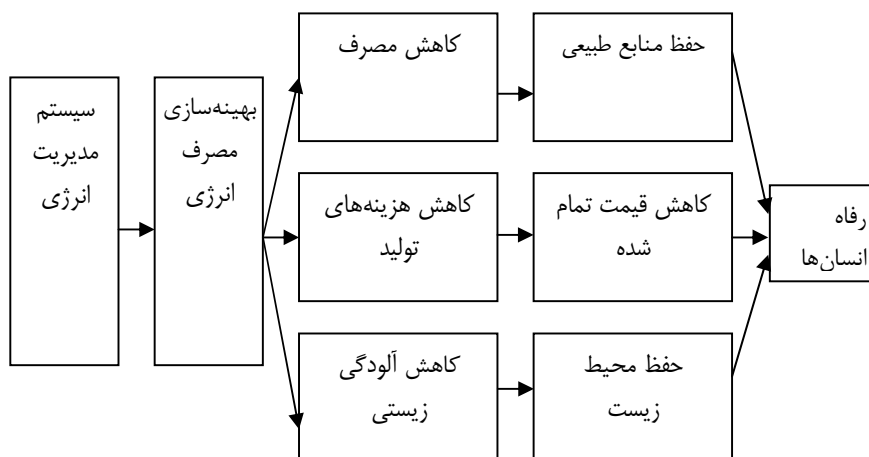 سیستم
مدیریت
انرژی
بهینه‌سازی
مصرف
انرژی
کاهش مصرف
حفظ منابع طبیعی
کاهش هزینه‌های
تولید
کاهش قیمت تمام
شده
کاهش آلودگی
زیستی
حفظ محیط
زیست
رفاه
انسان‌ها